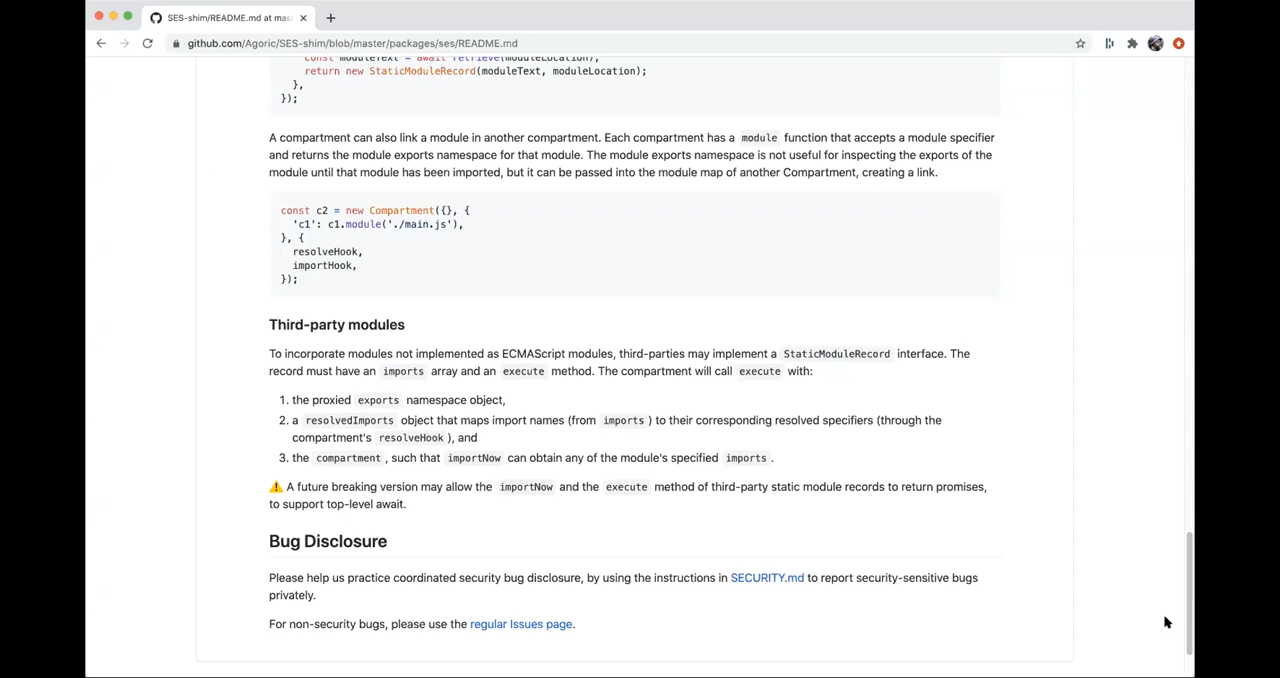 SES-shim/README.md at mas
github.com/Agoric/SES-shim/blob/master/packages/ses/README.md
const moduleText = await retrieve(moduleLocation);
return new StaticModuleRecord(moduleText, moduleLocation);
},
});
A compartment can also link a module in another compartment. Each compartment has a module function that accepts a module specifier
and returns the module exports namespace for that module. The module exports namespace is not useful for inspecting the exports of the
module until that module has been imported, but it can be passed into the module map of another Compartment, creating a link.
const c2 = new Compartment({}, {
'c1': c1.module('./main.js'),
}, {
resolveHook,
importHook,
});
Third-party modules
To incorporate modules not implemented as ECMAScript modules, third-parties may implement a StaticModuleRecord interface. The
record must have an imports array and an execute method. The compartment will call execute with:
1. the proxied exports namespace object,
2. a resolvedImports object that maps import names (from imports ) to their corresponding resolved specifiers (through the
compartment's resolveHook ), and
3. the compartment , such that importNow can obtain any of the module's specified imports .
⚠️ A future breaking version may allow the importNow and the execute method of third-party static module records to return promises,
to support top-level await.
Bug Disclosure
Please help us practice coordinated security bug disclosure, by using the instructions in SECURITY.md to report security-sensitive bugs
privately.
For non-security bugs, please use the regular Issues page.